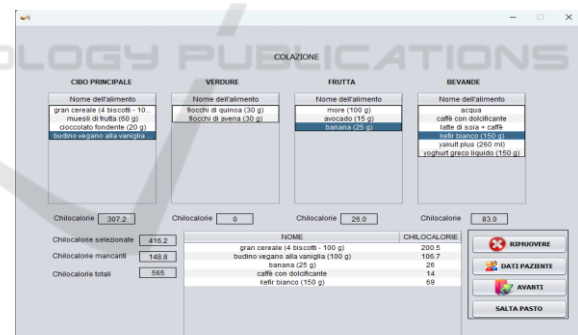 OLOGY PUBLICATIONS
COLAZIONE
CIBO PRINCIPALE
VERDURE
FRUTTA
BEVANDE
Nome dell'alimento
gran cereale (4 biscotti - 10...
muesli di frutta (60 g)
cioccolato fondente (20 g)
budino vegano alla vaniglia ...
Nome dell'alimento
fiocchi di quinoa (30 g)
fiocchi di avena (30 g)
Nome dell'alimento
more (100 g)
avocado (15 g)
banana (25 g)
Nome dell'alimento
acqua
caffè con dolcificante
latte di soia + caffè
kefir bianco (150 g)
yakult plus (260 ml)
yoghurt greco liquido (150 g)
Chilocalorie 307.2
Chilocalorie 0
Chilocalorie 26.0
Chilocalorie 83.0
Chilocalorie selezionate 416.2
Chilocalorie mancanti 148.8
Chilocalorie totali 565
NOME CHILOCALORIE
gran cereale (4 biscotti - 100 g) 200.5
budino vegano alla vaniglia (100 g) 106.7
banana (25 g) 26
caffè con dolcificante 14
kefir bianco (150 g) 69
RIMUOVERE
DATI PAZIENTE
AVANTI
SALTA PASTO